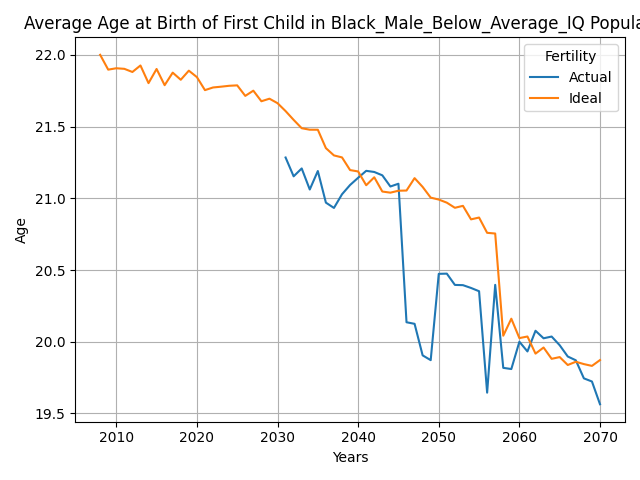 Average Age at Birth of First Child in Black_Male_Below_Average_IQ Popula
22.0
21.5
21.0
20.5
20.0
19.5
Age
Fertility
Actual
Ideal
2010 2020 2030 2040 2050 2060 2070
Years